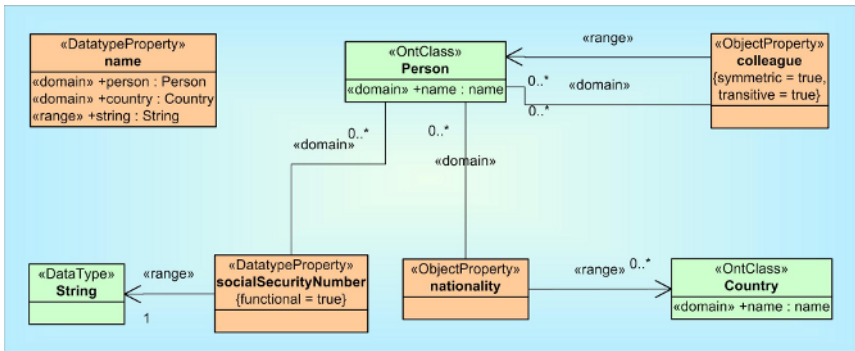 «DatatypeProperty»
name
«domain» +person : Person
«domain» +country : Country
«range» +string : String
«OntClass»
Person
«domain» +name : name
«range»
0..*
«domain»
0..*
«ObjectProperty»
colleague
{symmetric = true,
transitive = true}
0..*
«domain»
0..*
«domain»
«DataType»
String
«range»
1
«DatatypeProperty»
socialSecurityNumber
{functional = true}
«ObjectProperty»
nationality
«range»
0..*
«OntClass»
Country
«domain» +name : name